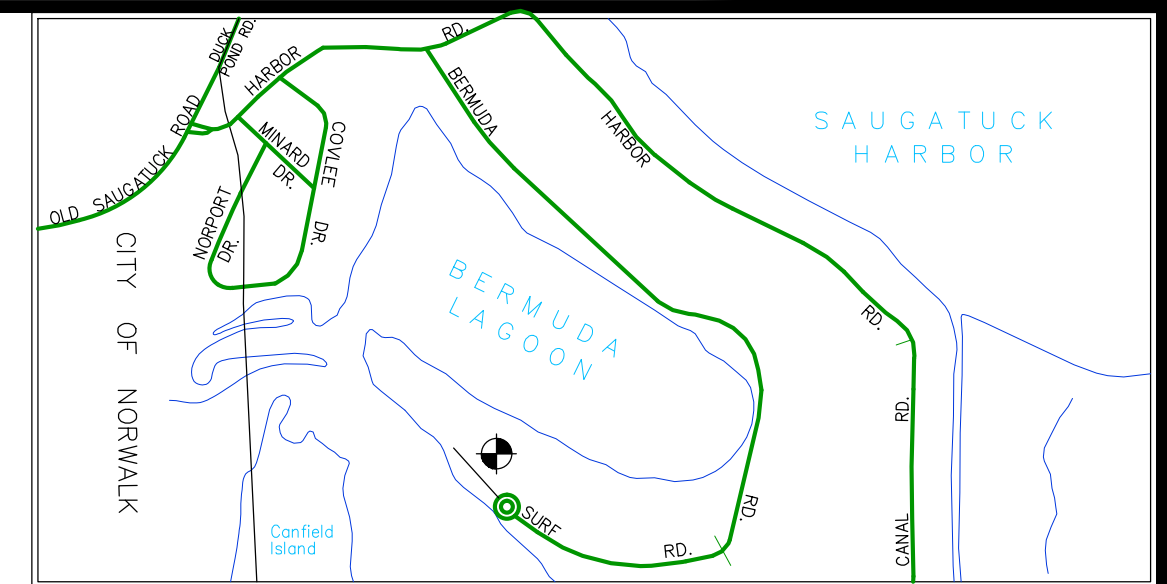 DUCK
POND RD.
HARBOR
RD.
ROAD
OLD SAUGATUCK
MINARD
DR.
COVLEE
DR.
NORPORT
DR.
BERMUDA
HARBOR
SAUGATUCK
HARBOR
CITY OF NORWALK
BERMUDA
LAGOON
RD.
RD.
CANAL
Canfield
Island
SURF
RD.
RD.